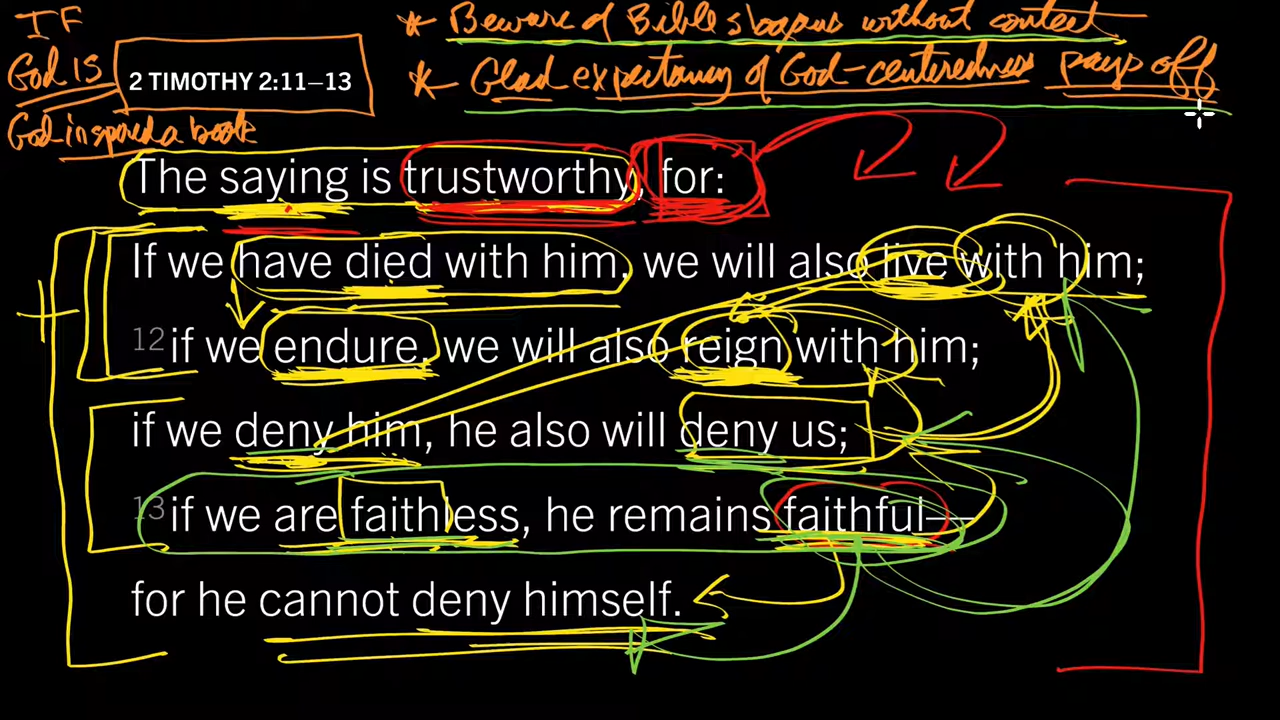 IF
God IS
God inspired a book
* Beware of Bible slogans without context
* Glad expectancy of God-centeredness pays off
2 TIMOTHY 2:11–13
The saying is trustworthy, for:
If we have died with him, we will also live with him;
12 if we endure, we will also reign with him;
if we deny him, he also will deny us;
13 if we are faithless, he remains faithful—
for he cannot deny himself.